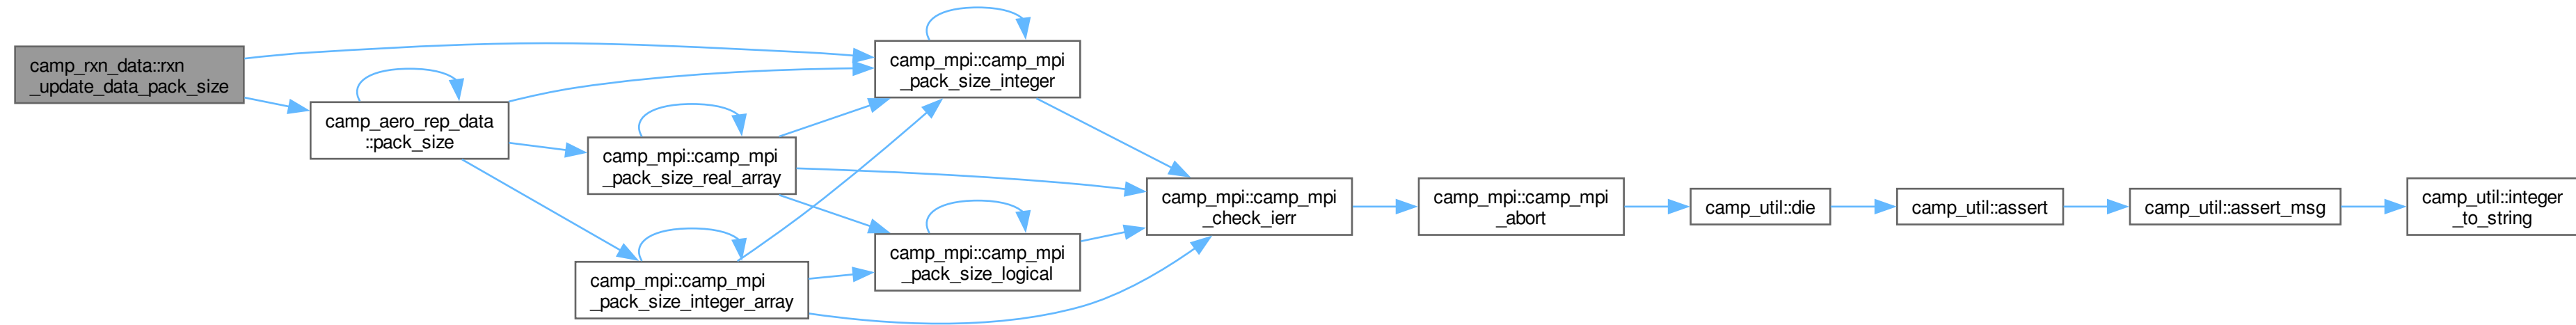 camp_rxn_data::rxn
_update_data_pack_size
camp_aero_rep_data
::pack_size
camp_mpi::camp_mpi
_pack_size_real_array
camp_mpi::camp_mpi
_pack_size_integer_array
camp_mpi::camp_mpi
_pack_size_integer
camp_mpi::camp_mpi
_pack_size_logical
camp_mpi::camp_mpi
_check_ierr
camp_mpi::camp_mpi
_abort
camp_util::die
camp_util::assert
camp_util::assert_msg
camp_util::integer
_to_string